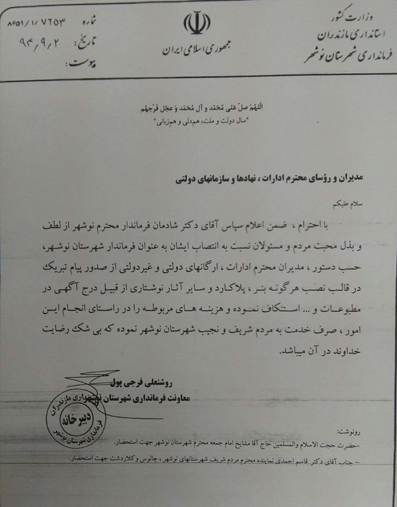 وزارت کشور
استانداری مازندران
فرمانداری شهرستان نوشهر
جمهوری اسلامی ایران
شماره ۸۶۵۱/۱/۷۶۵۳
تاریخ: ۹۴/۹/۲
پیوست:
اللهم صل علی محمد و آل محمد و عجل فرجهم
"سال دولت و ملت، همدلی و همزبانی"
مدیران و رؤسای محترم ادارات ، نهادها و سازمانهای دولتی
سلام علیکم
با احترام ، ضمن اعلام سپاس آقای دکتر شادمان فرماندار محترم نوشهر از لطف
و بذل محبت مردم و مسئولان نسبت به انتصاب ایشان به عنوان فرماندار شهرستان نوشهر،
حسب دستور ، مدیران محترم ادارات ، ارگانهای دولتی و غیردولتی از صدور پیام تبریک
در قالب نصب هرگونه بنر ، پلاکارد و سایر آثار نوشتاری از قبیل درج آگهی در
مطبوعات و ... استنکاف نموده و هزینه های مربوطه را در راستای انجام این
امور ، صرف خدمت به مردم شریف و نجیب شهرستان نوشهر نموده که بی شک رضایت
خداوند در آن میباشد.
روشنعلی فرجی پول
معاونت فرمانداری شهرستان نوشهر
دبیرخانه
فرمانداری شهرستان نوشهر
رونوشت:
-حضرت حجت الاسلام والمسلمین حاج آقا مشایخ امام جمعه محترم شهرستان نوشهر جهت استحضار.
- جناب آقای دکتر قاسم احمدی نماینده محترم مردم شریف شهرستانهای نوشهر ، چالوس و کلاردشت جهت استحضار.